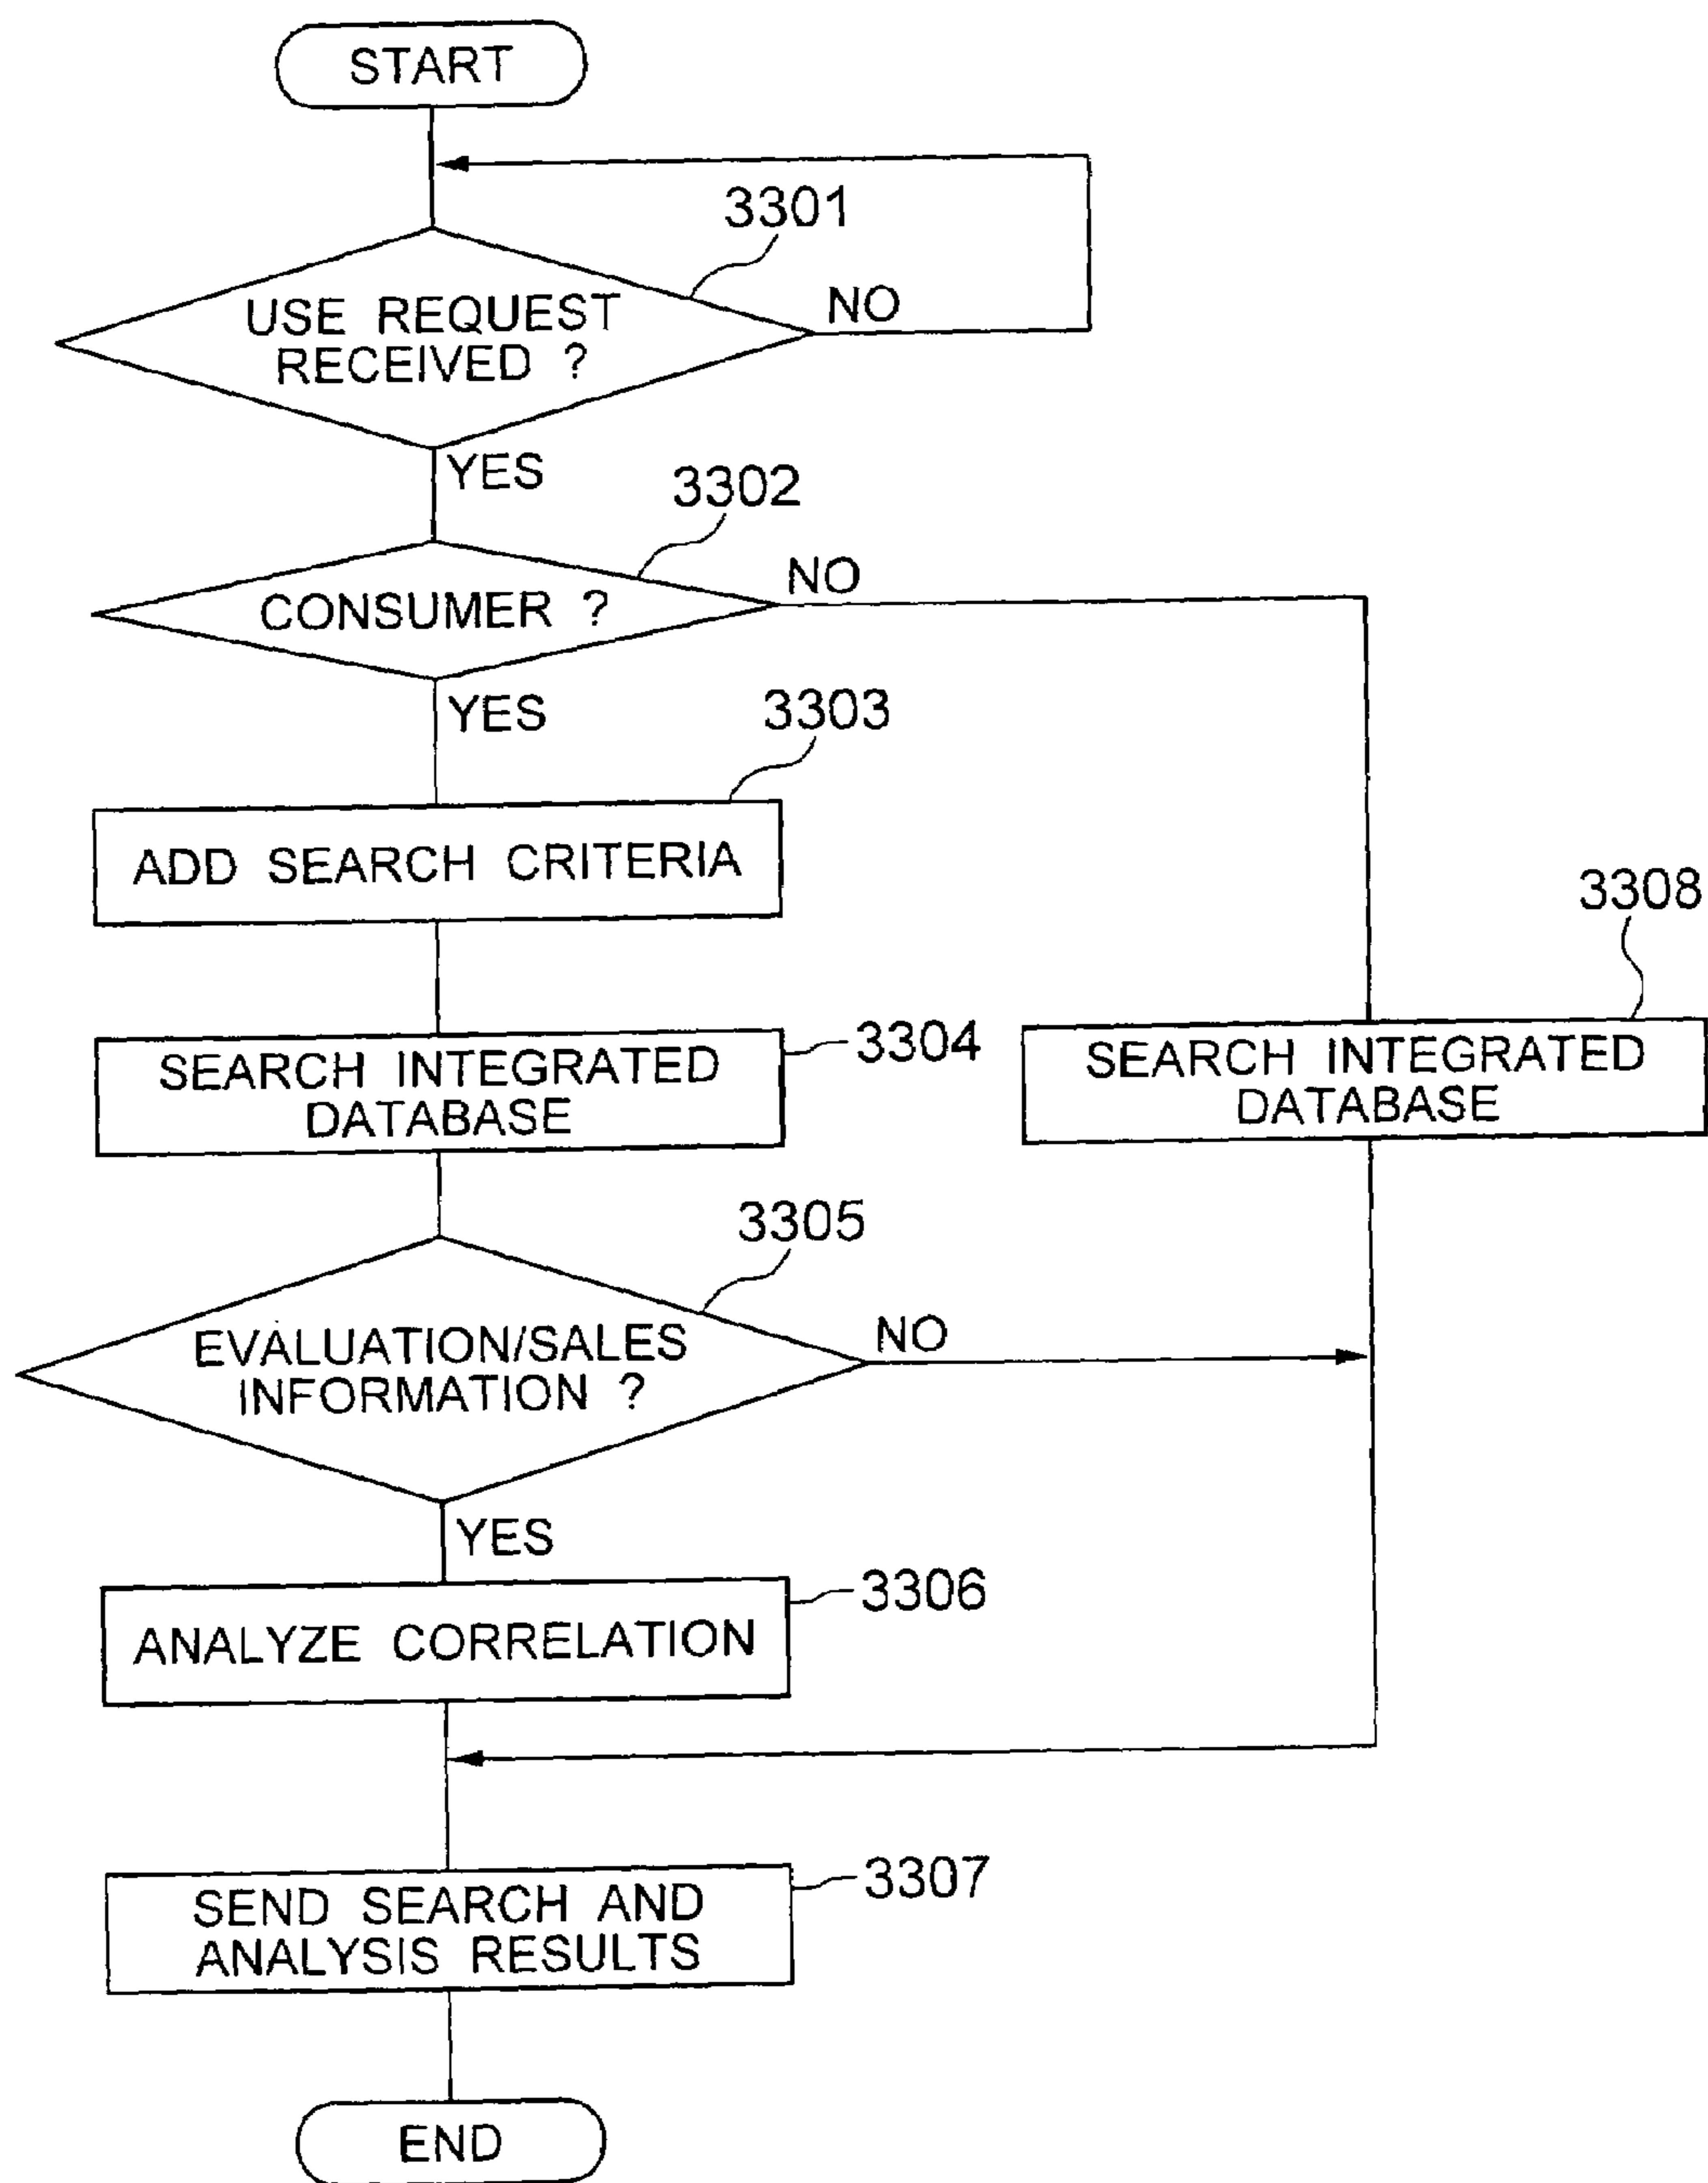 START
3301
USE REQUEST
RECEIVED ?
NO
YES
3302
CONSUMER ?
NO
YES
3303
ADD SEARCH CRITERIA
3308
3304
SEARCH INTEGRATED
DATABASE
SEARCH INTEGRATED
DATABASE
3305
EVALUATION/SALES
INFORMATION ?
NO
YES
3306
ANALYZE CORRELATION
3307
SEND SEARCH AND
ANALYSIS RESULTS
END